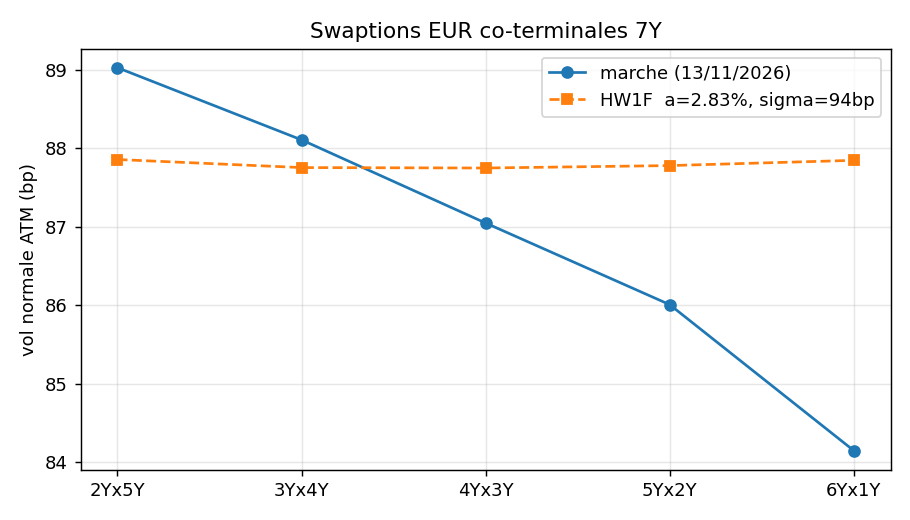 Swaptions EUR co-terminales 7Y
marche (13/11/2026)
HW1F a=2.83%, sigma=94bp
vol normale ATM (bp)
89
88
87
86
85
84
2Yx5Y 3Yx4Y 4Yx3Y 5Yx2Y 6Yx1Y